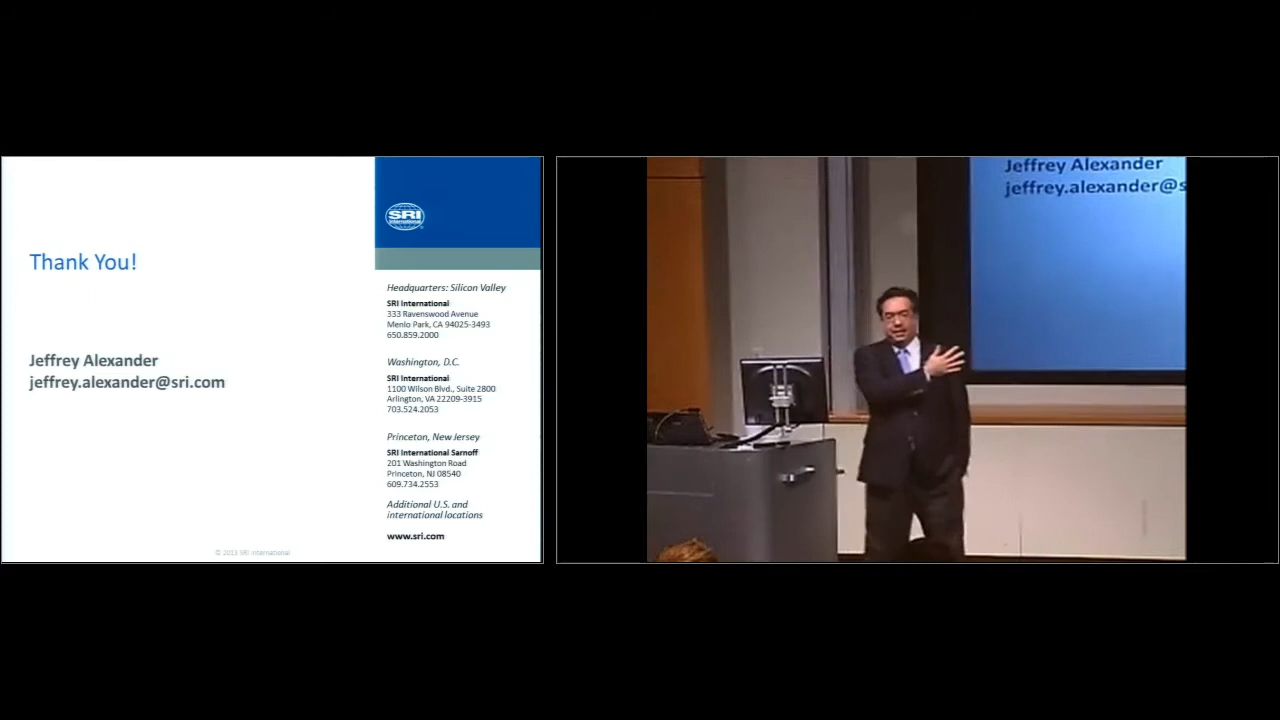 SRI
International
Thank You!
Jeffrey Alexander
jeffrey.alexander@sri.com
Headquarters: Silicon Valley
SRI International
333 Ravenswood Avenue
Menlo Park, CA 94025-3493
650.859.2000
Washington, D.C.
SRI International
1100 Wilson Blvd., Suite 2800
Arlington, VA 22209-3915
703.524.2053
Princeton, New Jersey
SRI International Sarnoff
201 Washington Road
Princeton, NJ 08540
609.734.2553
Additional U.S. and
international locations
www.sri.com
© 2013 SRI International
Jeffrey Alexander
jeffrey.alexander@s